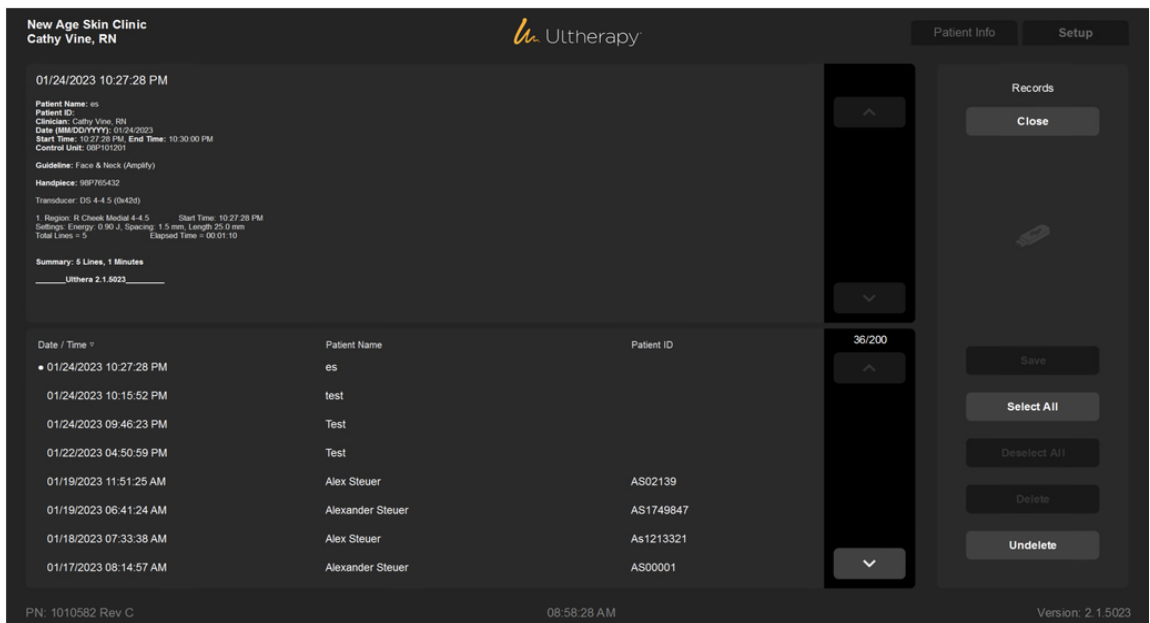 New Age Skin Clinic
Cathy Vine, RN
Ultherapy
Patient Info
Setup
01/24/2023 10:27:28 PM
Patient Name: es
Patient ID:
Clinician: Cathy Vine, RN
Date (MM/DD/YYYY): 01/24/2023
Start Time: 10:27:28 PM, End Time: 10:30:00 PM
Control Unit: 08P101201
Guideline: Face & Neck (Amplify)
Handpiece: 98P765432
Transducer: DS 4-4.5 (0x42d)
1. Region: R Cheek Medial 4-4.5 Start Time: 10:27:28 PM
Settings: Energy: 0.90 J, Spacing: 1.5 mm, Length 25.0 mm
Total Lines = 5 Elapsed Time = 00:01:10
Summary: 5 Lines, 1 Minutes
______Ulthera 2.1.5023________
Records
Close
Date / Time Patient Name Patient ID
36/200
01/24/2023 10:27:28 PM es
01/24/2023 10:15:52 PM test
01/24/2023 09:46:23 PM Test
01/22/2023 04:50:59 PM Test
01/19/2023 11:51:25 AM Alex Steuer AS02139
01/19/2023 06:41:24 AM Alexander Steuer AS1749847
01/18/2023 07:33:38 AM Alex Steuer As1213321
01/17/2023 08:14:57 AM Alexander Steuer AS00001
Save
Select All
Deselect All
Delete
Undelete
PN: 1010582 Rev C
08:58:28 AM
Version: 2.1.5023